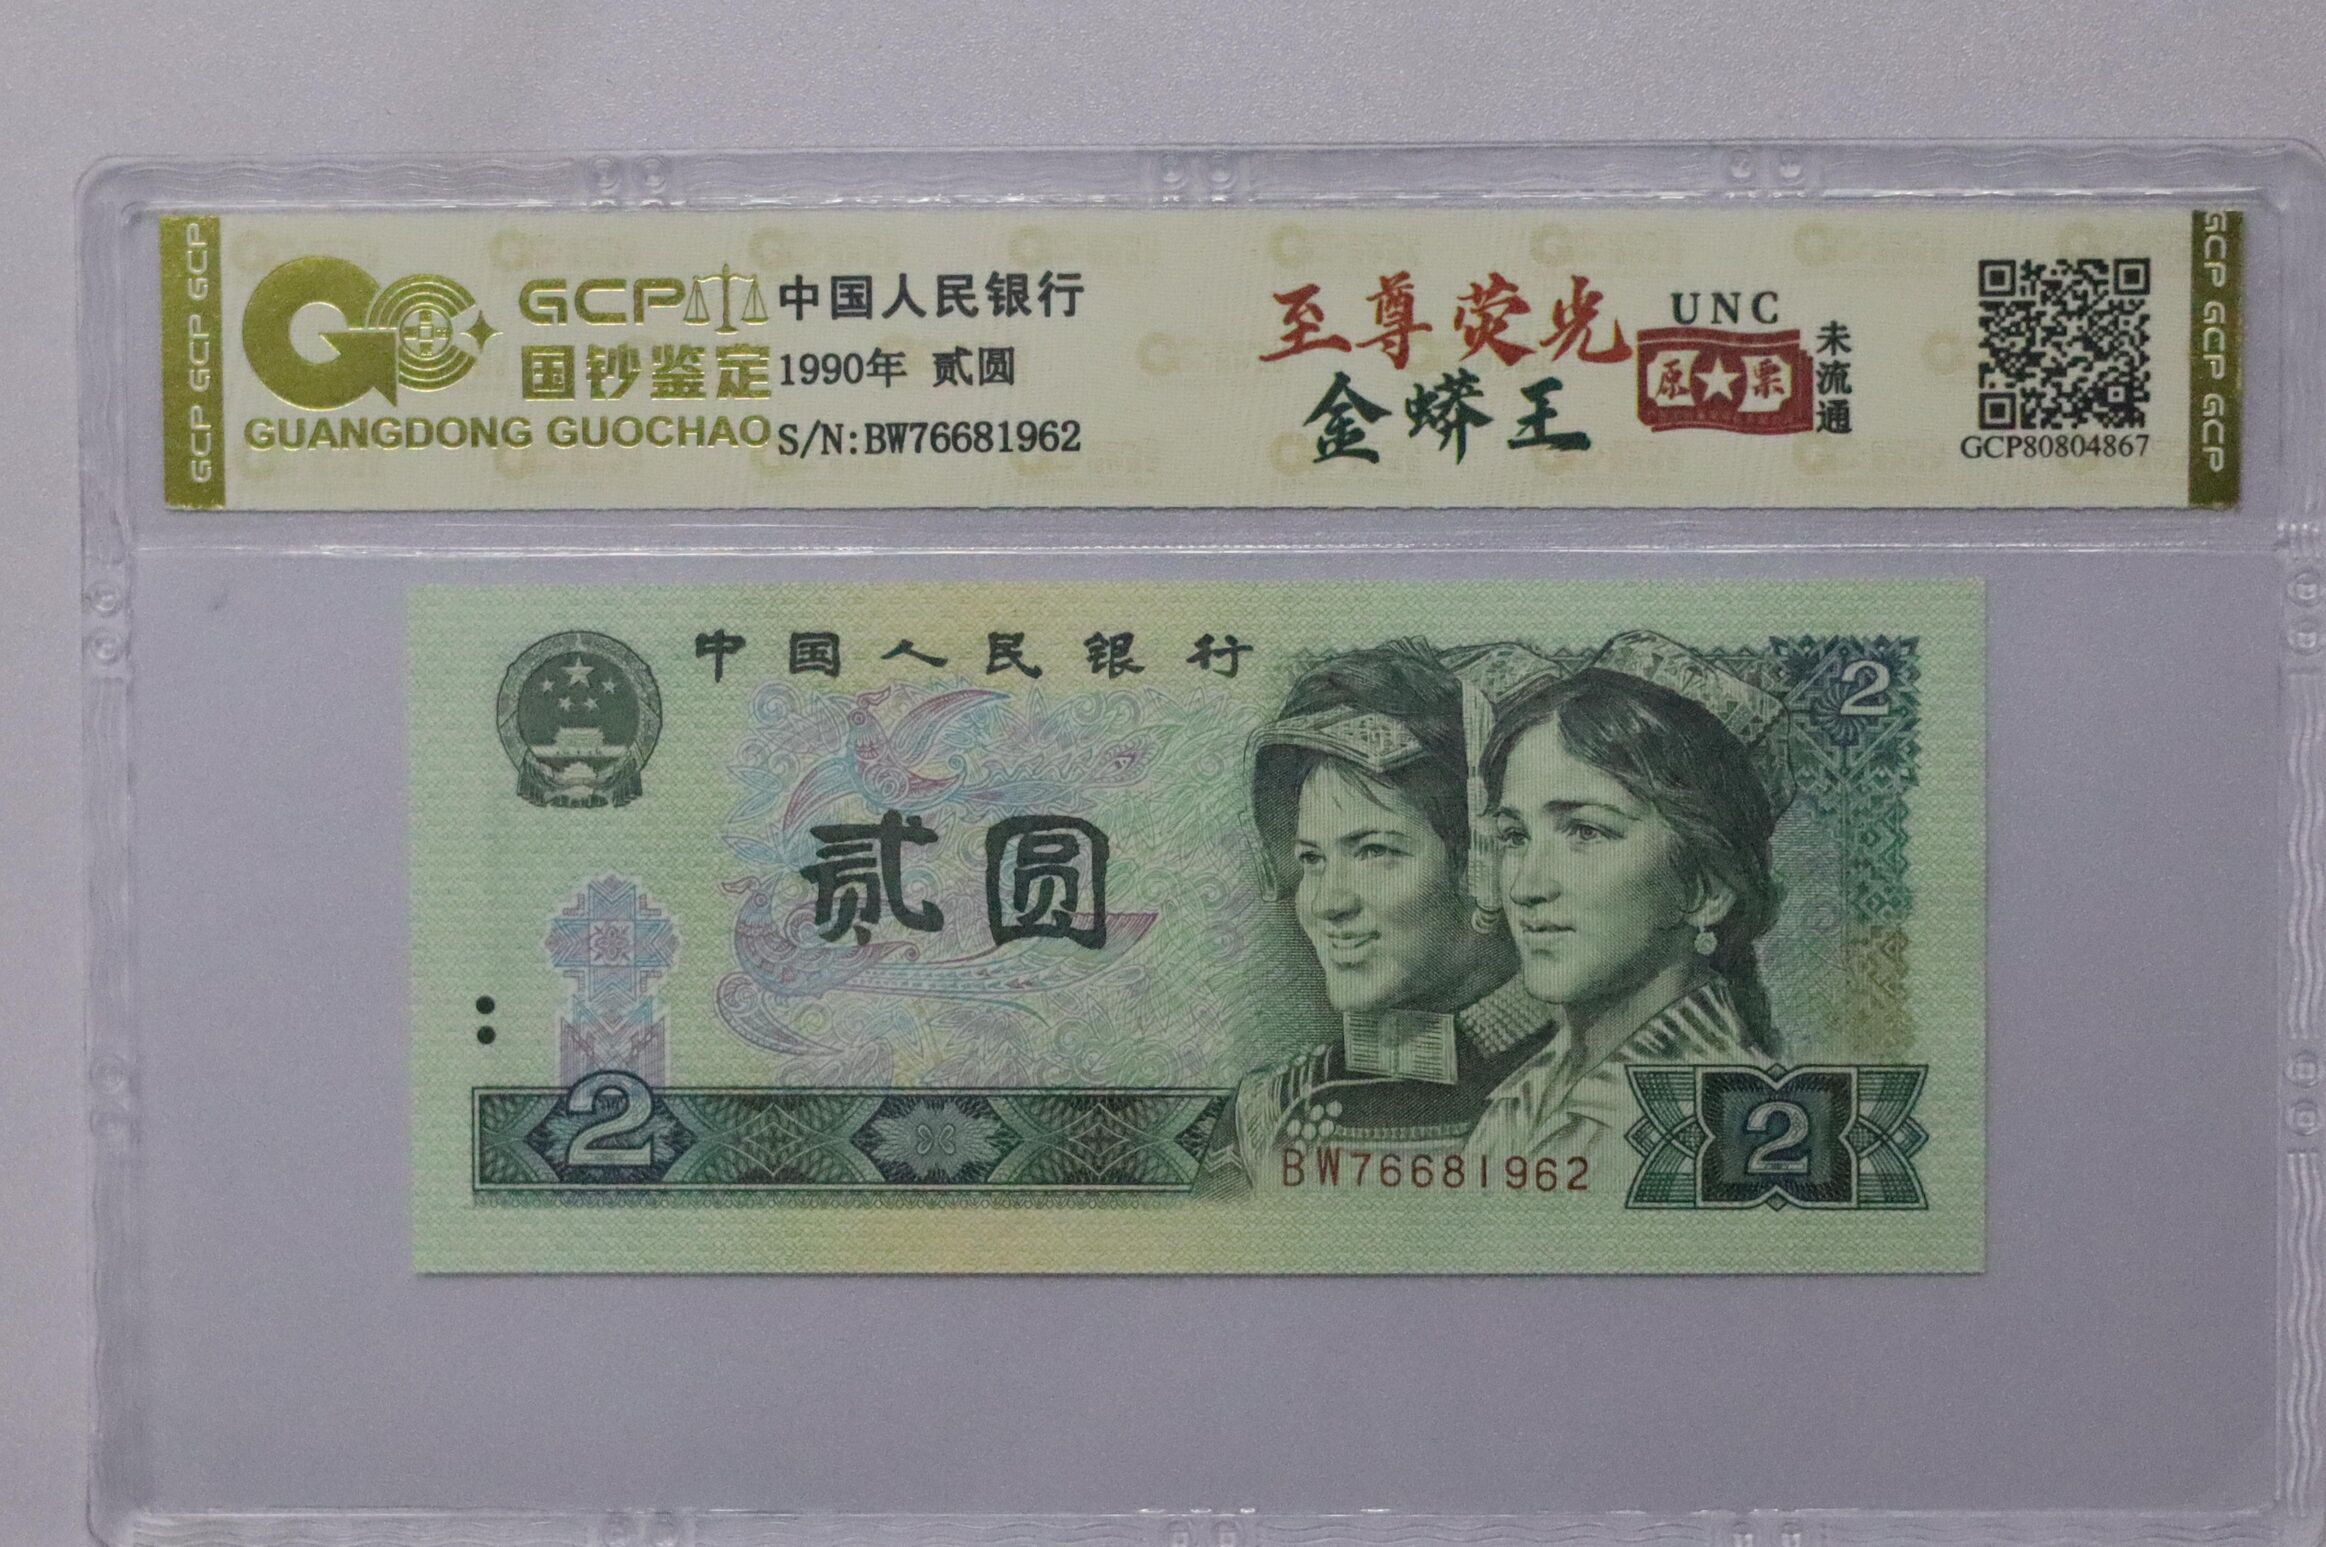 GCP GCP GCP
GCP
国钞鉴定
GUANGDONG GUOCHAO
中国人民银行
1990年 贰圆
S/N:BW76681962
至尊荧光
金蟒王
UNC
原票
未流通
GCP80804867
GCP GCP GCP
中国人民银行
2
贰圆
2
BW76681962
2